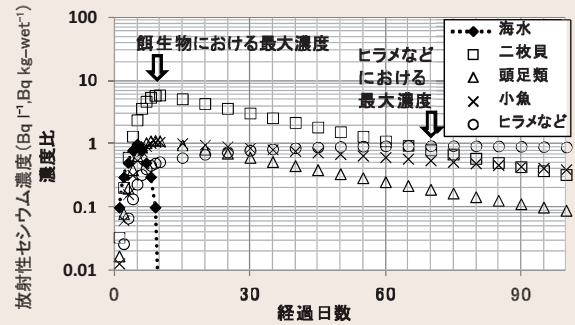 放射性セシウム濃度(Bq l⁻¹,Bq kg-wet⁻¹)
濃度比
100
10
1
0.1
0.01
餌生物における最大濃度
ヒラメなど
における
最大濃度
海水
二枚貝
頭足類
小魚
ヒラメなど
0
30
60
90
経過日数